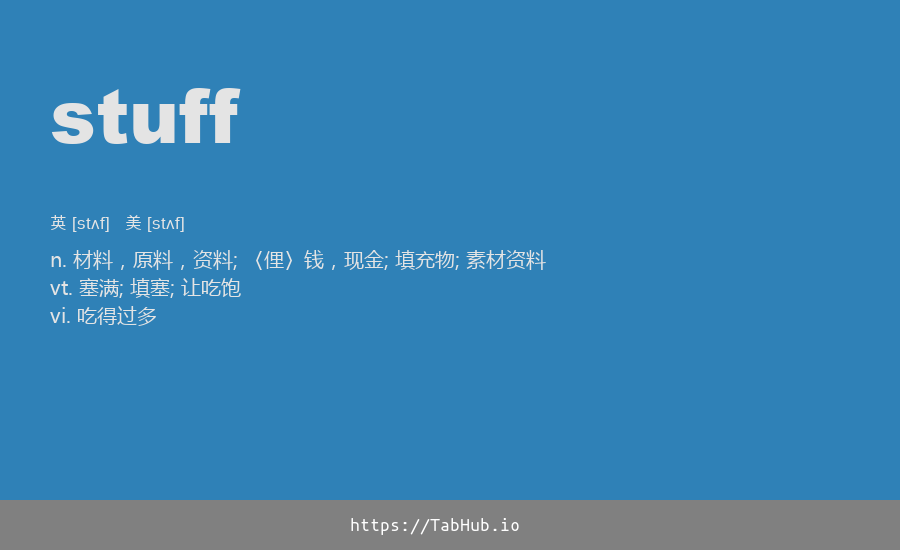 stuff
英 [stʌf] 美 [stʌf]
n. 材料，原料，资料; 〈俚〉钱，现金; 填充物; 素材资料
vt. 塞满; 填塞; 让吃饱
vi. 吃得过多
https://TabHub.io